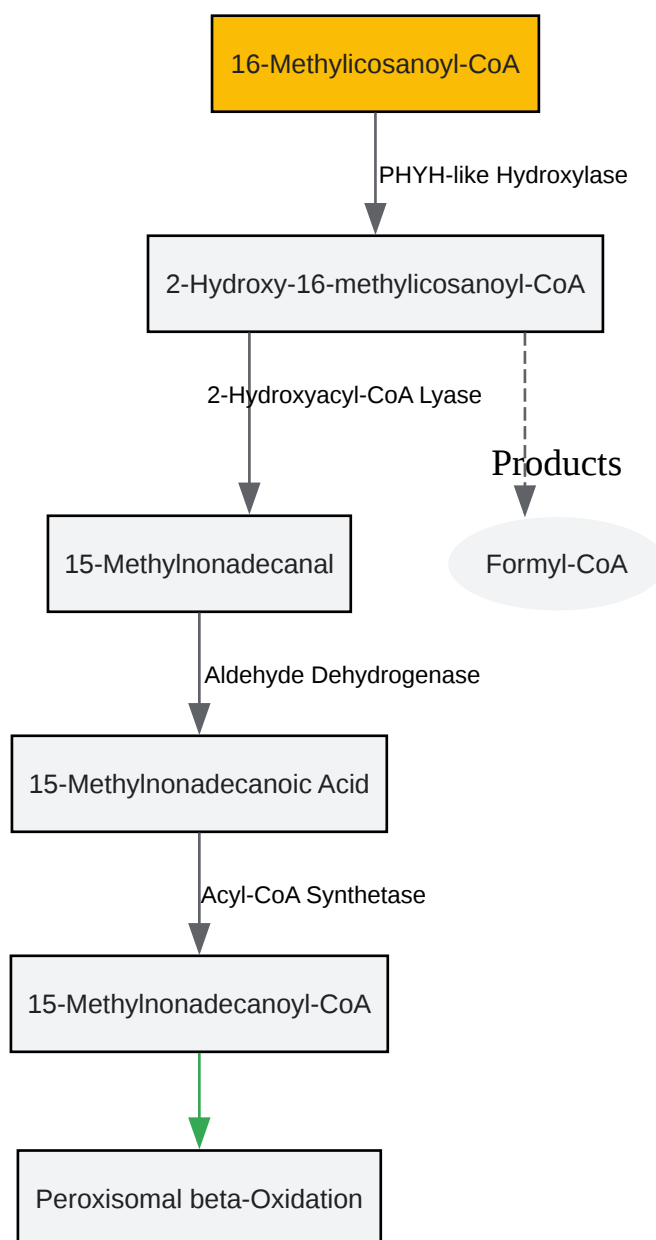 16-Methylicosanoyl-CoA
PHYH-like Hydroxylase
2-Hydroxy-16-methylicosanoyl-CoA
2-Hydroxyacyl-CoA Lyase
Products
15-Methylnonadecanal
Formyl-CoA
Aldehyde Dehydrogenase
15-Methylnonadecanoic Acid
Acyl-CoA Synthetase
15-Methylnonadecanoyl-CoA
Peroxisomal beta-Oxidation